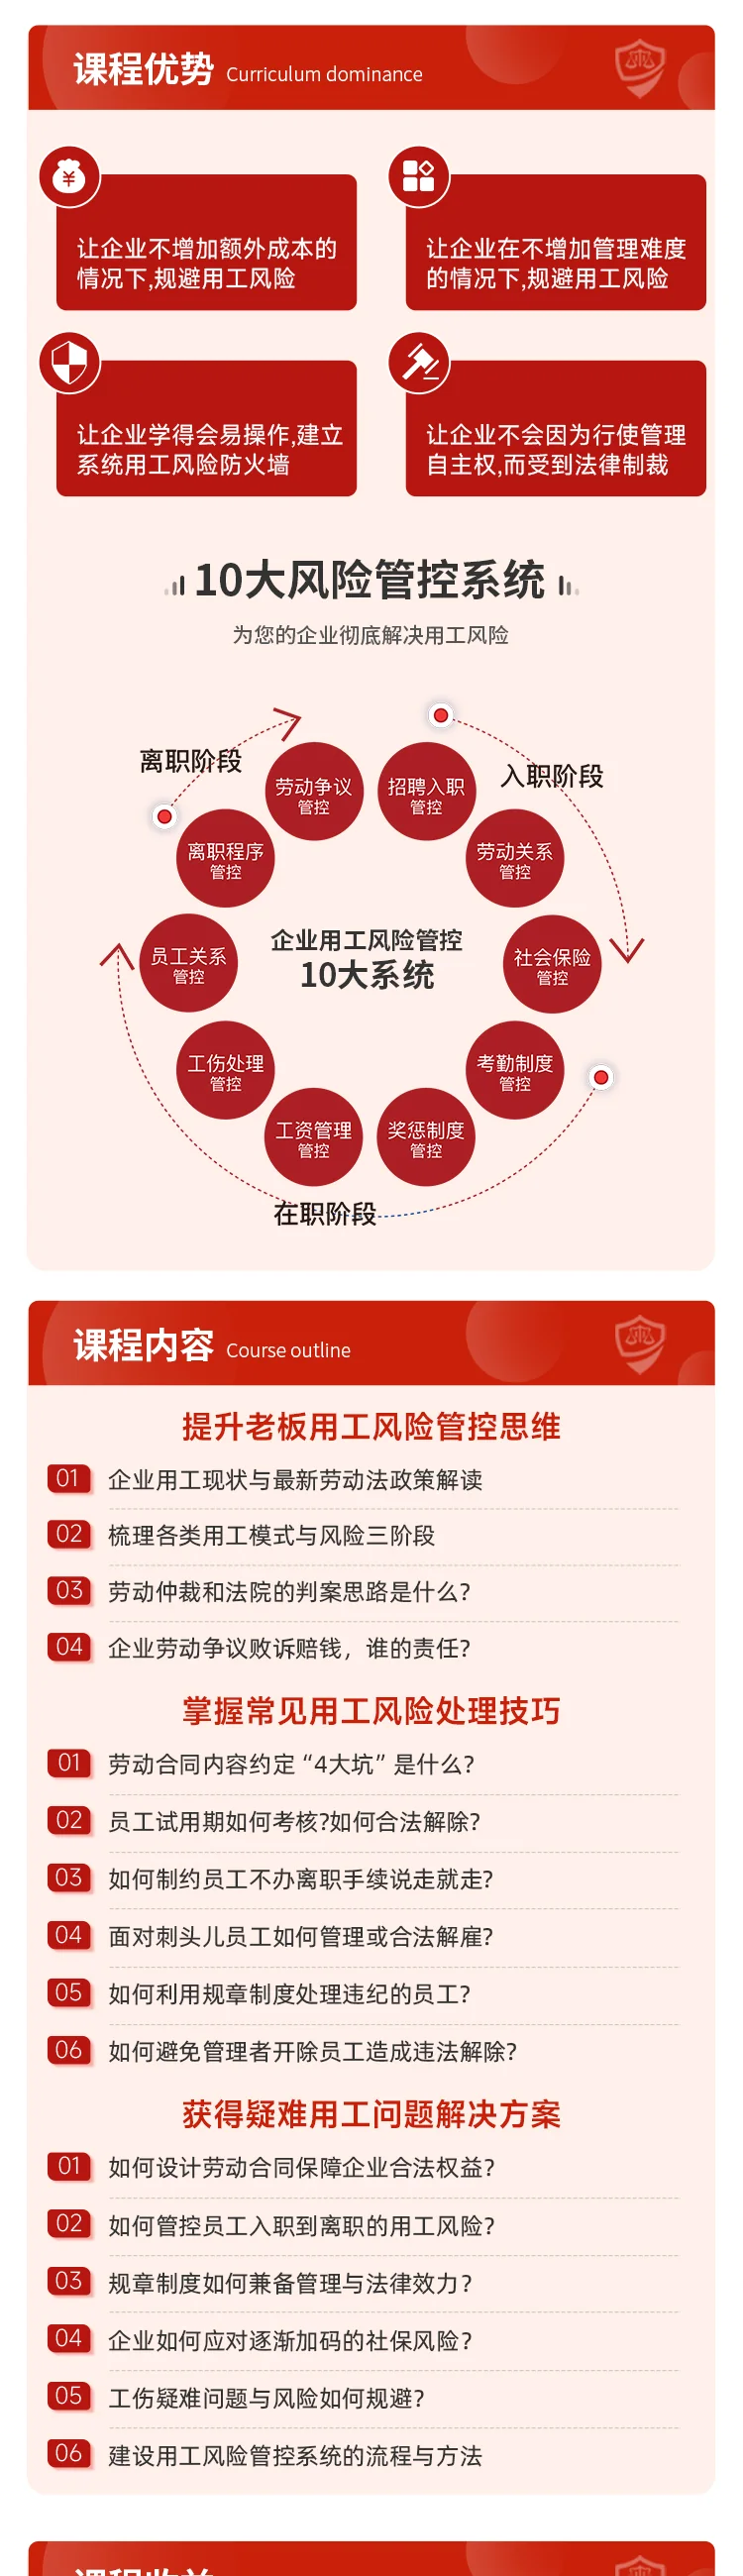 课程优势 Curriculum dominance
让企业不增加额外成本的
情况下,规避用工风险
让企业在不增加管理难度
的情况下,规避用工风险
让企业学得会易操作,建立
系统用工风险防火墙
让企业不会因为行使管理
自主权,而受到法律制裁
10大风险管控系统
为您的企业彻底解决用工风险
离职阶段
入职阶段
劳动争议
管控
招聘入职
管控
离职程序
管控
劳动关系
管控
员工关系
管控
企业用工风险管控
10大系统
社会保险
管控
工伤处理
管控
考勤制度
管控
工资管理
管控
奖惩制度
管控
在职阶段
课程内容 Course outline
提升老板用工风险管控思维
01 企业用工现状与最新劳动法政策解读
02 梳理各类用工模式与风险三阶段
03 劳动仲裁和法院的判案思路是什么?
04 企业劳动争议败诉赔钱，谁的责任?
掌握常见用工风险处理技巧
01 劳动合同内容约定“4大坑”是什么?
02 员工试用期如何考核?如何合法解除?
03 如何制约员工不办离职手续说走就走?
04 面对刺头儿员工如何管理或合法解雇?
05 如何利用规章制度处理违纪的员工?
06 如何避免管理者开除员工造成违法解除?
获得疑难用工问题解决方案
01 如何设计劳动合同保障企业合法权益?
02 如何管控员工入职到离职的用工风险?
03 规章制度如何兼备管理与法律效力?
04 企业如何应对逐渐加码的社保风险?
05 工伤疑难问题与风险如何规避?
06 建设用工风险管控系统的流程与方法